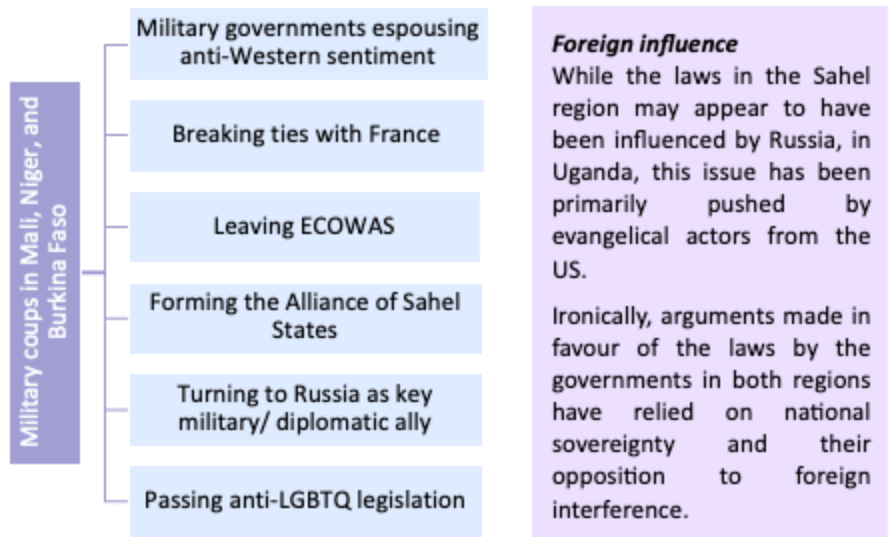 Military coups in Mali, Niger, and
Burkina Faso
Military governments espousing
anti-Western sentiment
Breaking ties with France
Leaving ECOWAS
Forming the Alliance of Sahel
States
Turning to Russia as key
military/ diplomatic ally
Passing anti-LGBTQ legislation
Foreign influence
While the laws in the Sahel
region may appear to have
been influenced by Russia, in
Uganda, this issue has been
primarily pushed by
evangelical actors from the
US.
Ironically, arguments made in
favour of the laws by the
governments in both regions
have relied on national
sovereignty and their
opposition to foreign
interference.